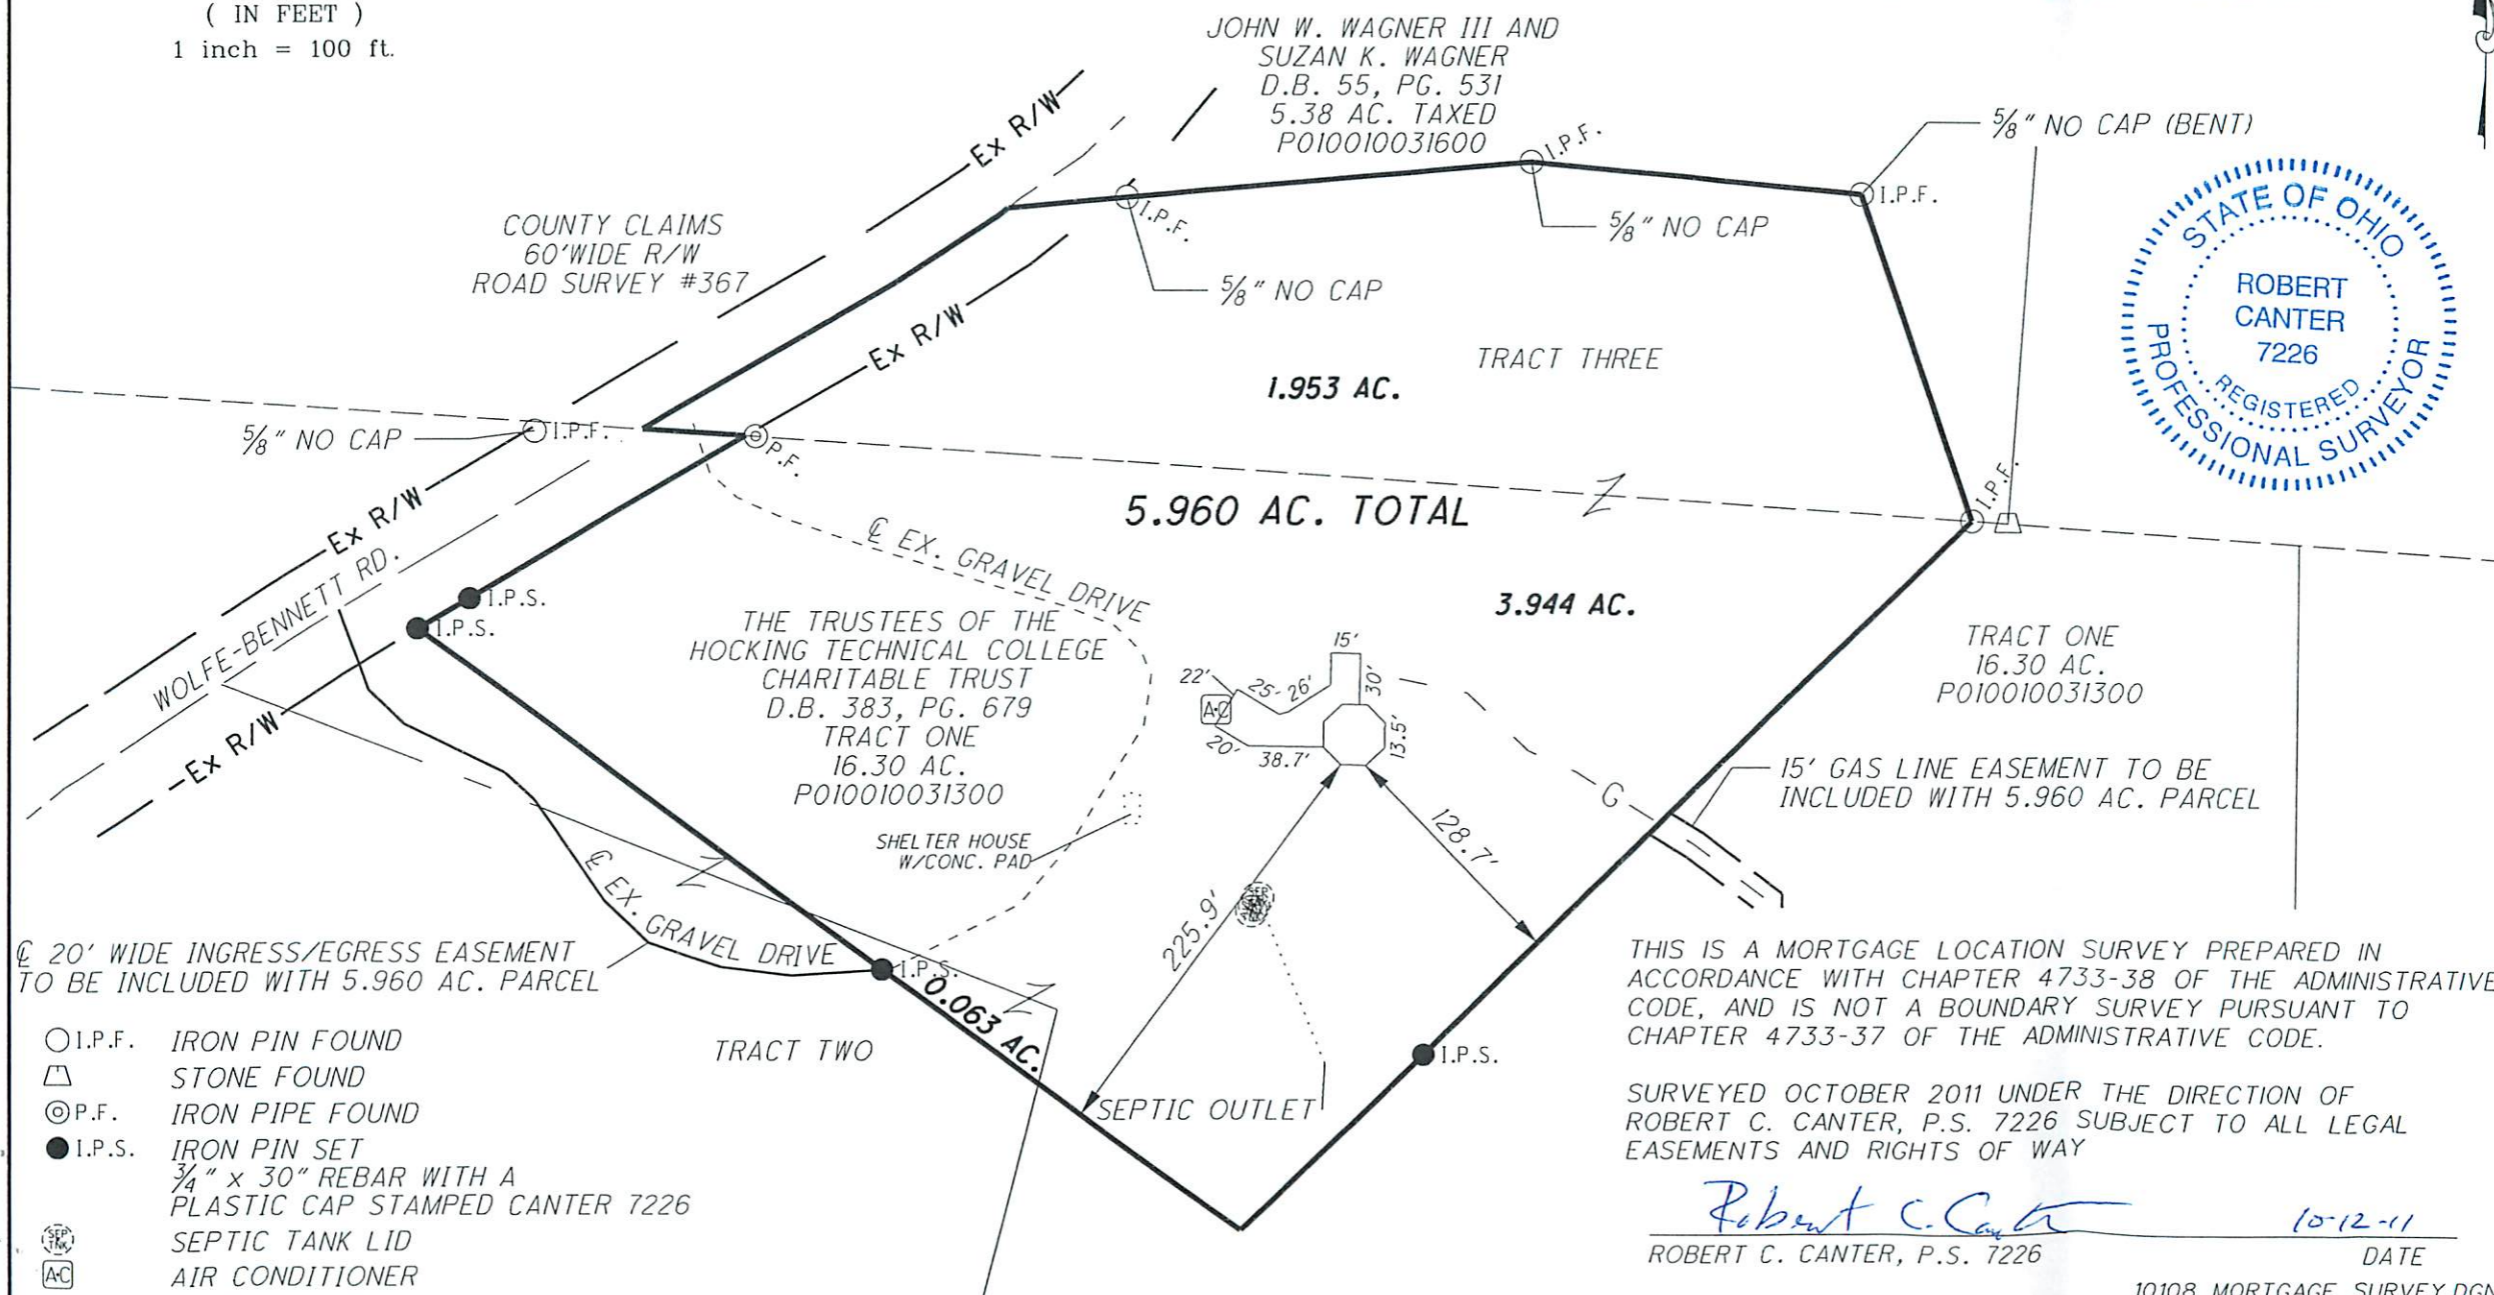 ( IN FEET )
1 inch = 100 ft.
JOHN W. WAGNER III AND
SUZAN K. WAGNER
D.B. 55, PG. 531
5.38 AC. TAXED
P010010031600
Ex R/W
I.P.F.
5/8" NO CAP (BENT)
I.P.F.
I.P.F.
5/8" NO CAP
5/8" NO CAP
COUNTY CLAIMS
60'WIDE R/W
ROAD SURVEY #367
Ex R/W
STATE OF OHIO
ROBERT
CANTER
7226
REGISTERED
PROFESSIONAL SURVEYOR
TRACT THREE
1.953 AC.
5/8" NO CAP
I.P.F.
P.F.
I.P.F.
5.960 AC. TOTAL
Ex R/W
WOLFE-BENNETT RD.
℄ EX. GRAVEL DRIVE
I.P.S.
I.P.S.
3.944 AC.
THE TRUSTEES OF THE
HOCKING TECHNICAL COLLEGE
CHARITABLE TRUST
D.B. 383, PG. 679
TRACT ONE
16.30 AC.
P010010031300
15'
22'
25-26'
30'
A-C
20'
38.7'
13.5'
TRACT ONE
16.30 AC.
P010010031300
Ex R/W
15' GAS LINE EASEMENT TO BE
INCLUDED WITH 5.960 AC. PARCEL
G
SHELTER HOUSE
W/CONC. PAD
128.7'
225.9'
℄ EX. GRAVEL DRIVE
I.P.S.
0.063 AC.
℄ 20' WIDE INGRESS/EGRESS EASEMENT
TO BE INCLUDED WITH 5.960 AC. PARCEL
TRACT TWO
I.P.S.
SEPTIC OUTLET
I.P.F. IRON PIN FOUND
STONE FOUND
P.F. IRON PIPE FOUND
I.P.S. IRON PIN SET
3/4" x 30" REBAR WITH A
PLASTIC CAP STAMPED CANTER 7226
SEP TNK SEPTIC TANK LID
A-C AIR CONDITIONER
THIS IS A MORTGAGE LOCATION SURVEY PREPARED IN
ACCORDANCE WITH CHAPTER 4733-38 OF THE ADMINISTRATIVE
CODE, AND IS NOT A BOUNDARY SURVEY PURSUANT TO
CHAPTER 4733-37 OF THE ADMINISTRATIVE CODE.
SURVEYED OCTOBER 2011 UNDER THE DIRECTION OF
ROBERT C. CANTER, P.S. 7226 SUBJECT TO ALL LEGAL
EASEMENTS AND RIGHTS OF WAY
Robert C. Canter 10-12-11
ROBERT C. CANTER, P.S. 7226 DATE
10108 MORTGAGE SURVEY.DGN